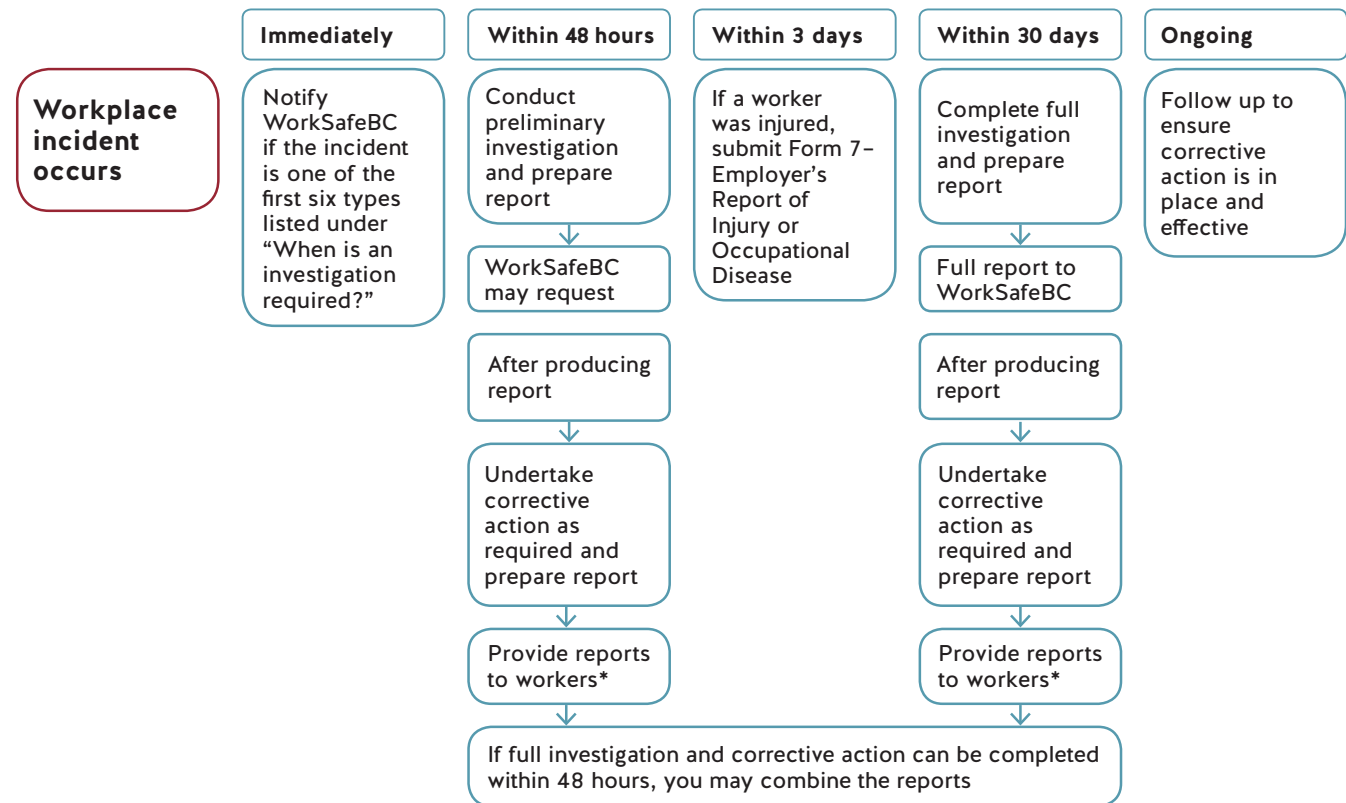 Workplace
incident
occurs
Immediately
Notify
WorkSafeBC
if the incident
is one of the
first six types
listed under
“When is an
investigation
required?”
Within 48 hours
Conduct
preliminary
investigation
and prepare
report
WorkSafeBC
may request
After producing
report
Undertake
corrective
action as
required and
prepare report
Provide reports
to workers*
Within 3 days
If a worker
was injured,
submit Form 7–
Employer’s
Report of
Injury or
Occupational
Disease
Within 30 days
Complete full
investigation
and prepare
report
Full report to
WorkSafeBC
After producing
report
Undertake
corrective
action as
required and
prepare report
Provide reports
to workers*
If full investigation and corrective action can be completed
within 48 hours, you may combine the reports
Ongoing
Follow up to
ensure
corrective
action is in
place and
effective